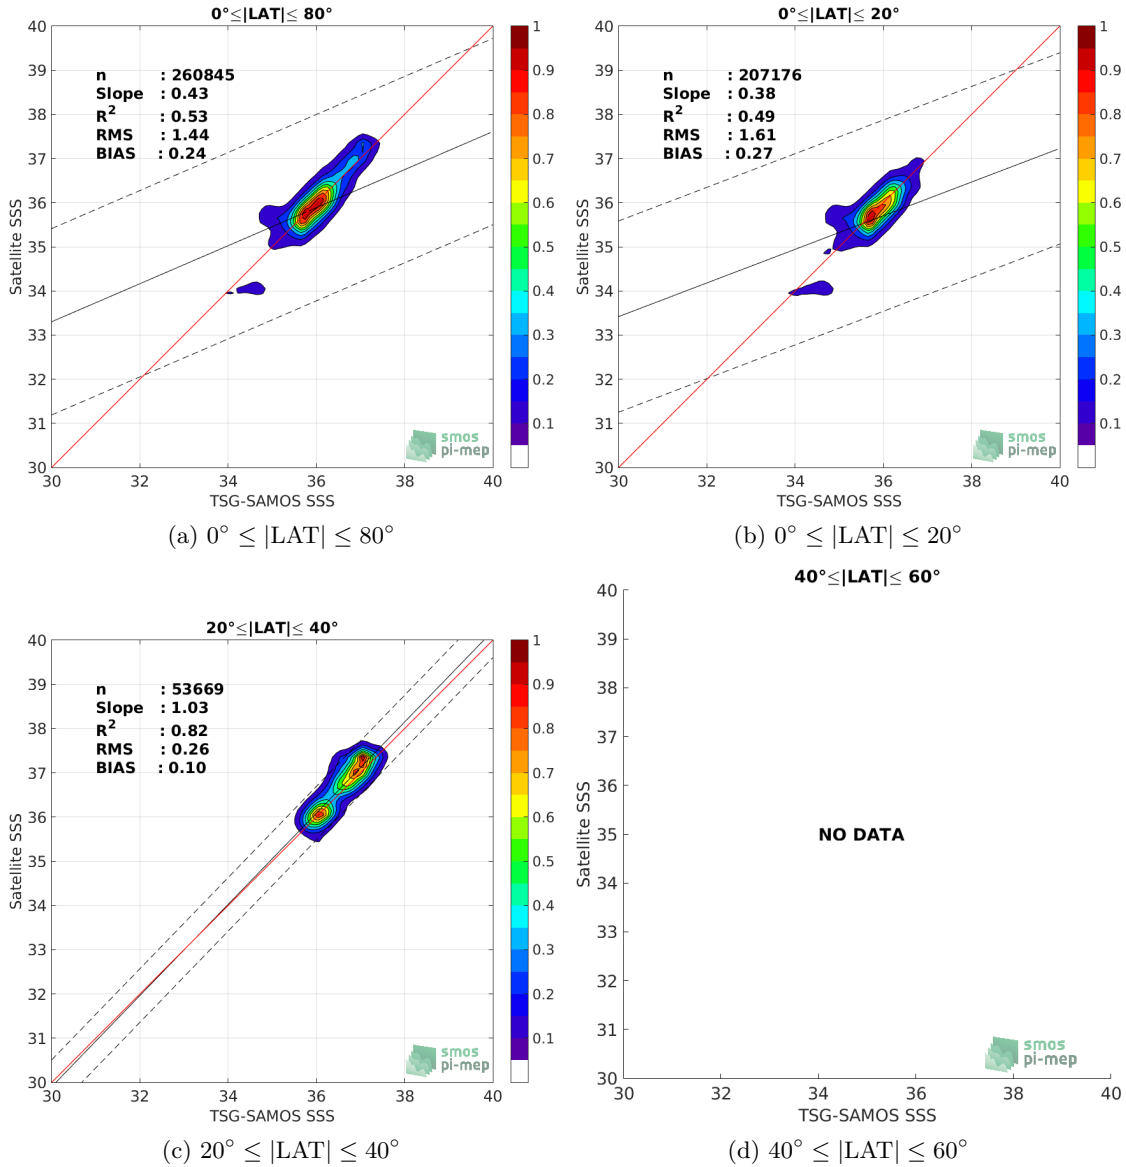 0°≤|LAT|≤ 80°
n : 260845
Slope : 0.43
R² : 0.53
RMS : 1.44
BIAS : 0.24
Satellite SSS
40
39
38
37
36
35
34
33
32
31
30
30 32 34 36 38 40
TSG-SAMOS SSS
1
0.9
0.8
0.7
0.6
0.5
0.4
0.3
0.2
0.1
smos
pi-mep
(a) 0° ≤ |LAT| ≤ 80°
0°≤|LAT|≤ 20°
n : 207176
Slope : 0.38
R² : 0.49
RMS : 1.61
BIAS : 0.27
Satellite SSS
40
39
38
37
36
35
34
33
32
31
30
30 32 34 36 38 40
TSG-SAMOS SSS
1
0.9
0.8
0.7
0.6
0.5
0.4
0.3
0.2
0.1
smos
pi-mep
(b) 0° ≤ |LAT| ≤ 20°
20°≤|LAT|≤ 40°
n : 53669
Slope : 1.03
R² : 0.82
RMS : 0.26
BIAS : 0.10
Satellite SSS
40
39
38
37
36
35
34
33
32
31
30
30 32 34 36 38 40
TSG-SAMOS SSS
1
0.9
0.8
0.7
0.6
0.5
0.4
0.3
0.2
0.1
smos
pi-mep
(c) 20° ≤ |LAT| ≤ 40°
40°≤|LAT|≤ 60°
Satellite SSS
40
39
38
37
36
35
34
33
32
31
30
NO DATA
30 32 34 36 38 40
TSG-SAMOS SSS
smos
pi-mep
(d) 40° ≤ |LAT| ≤ 60°